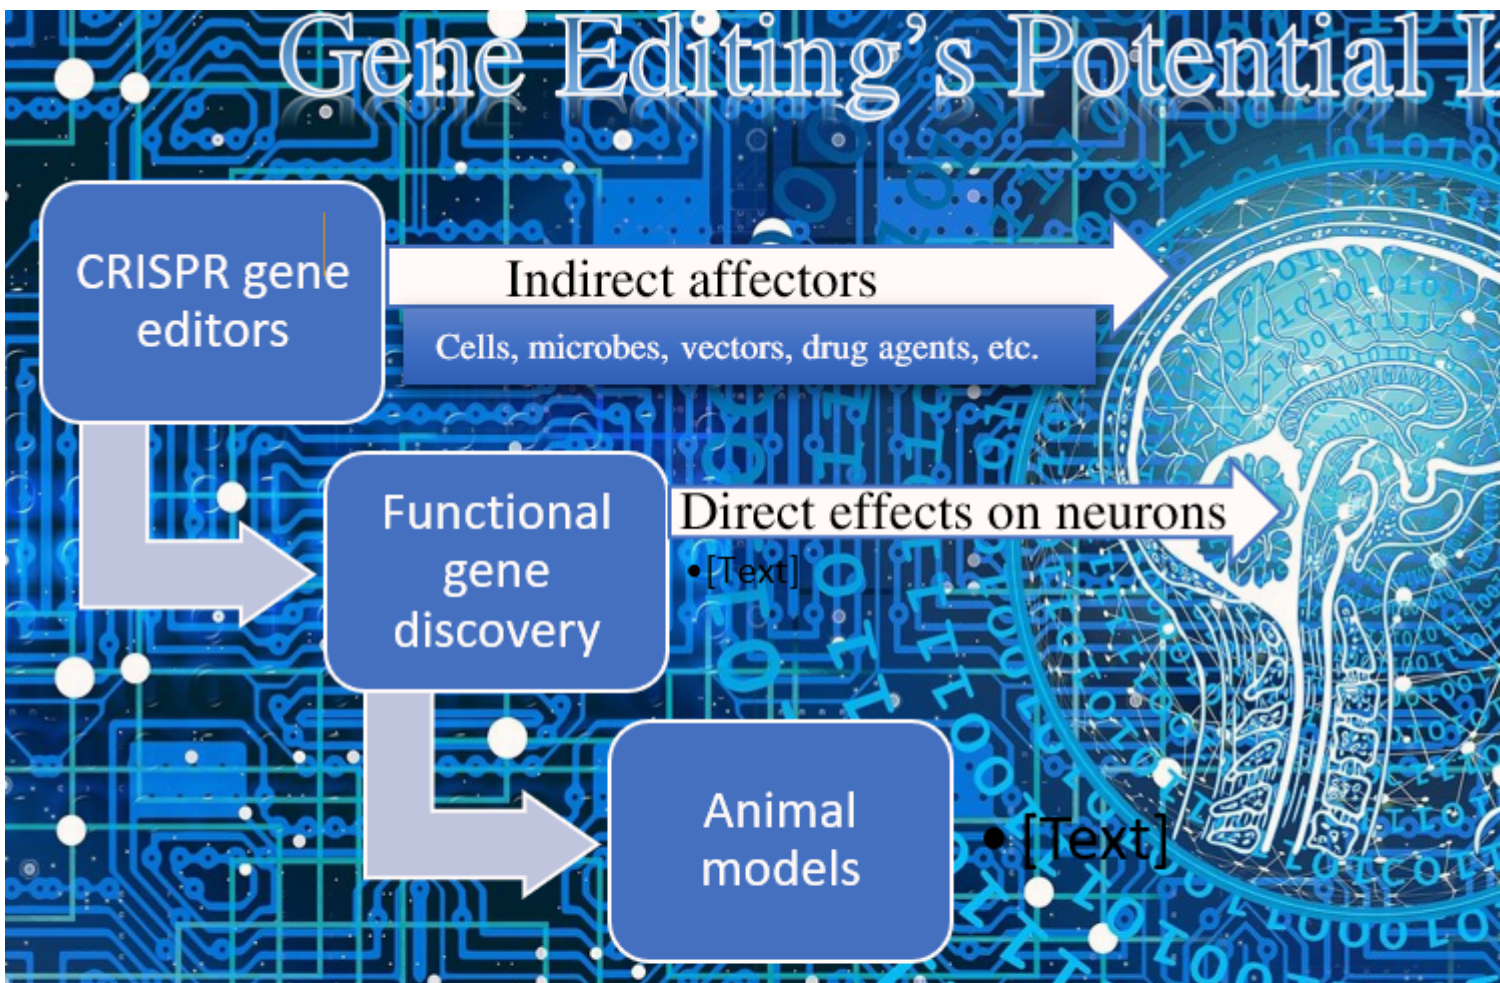 Gene Editing’s Potential I
CRISPR gene
editors
Indirect affectors
Cells, microbes, vectors, drug agents, etc.
Functional
gene
discovery
Direct effects on neurons
•[Text]
Animal
models
• [Text]